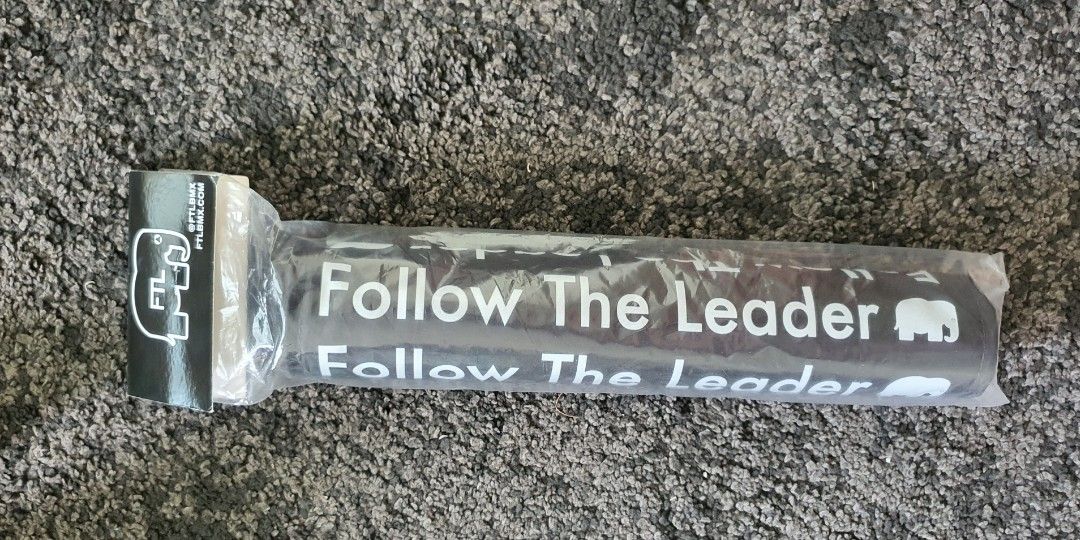 @FTLBMX
FTLBMX.COM
FTL
Follow The Leader
Follow The Leader